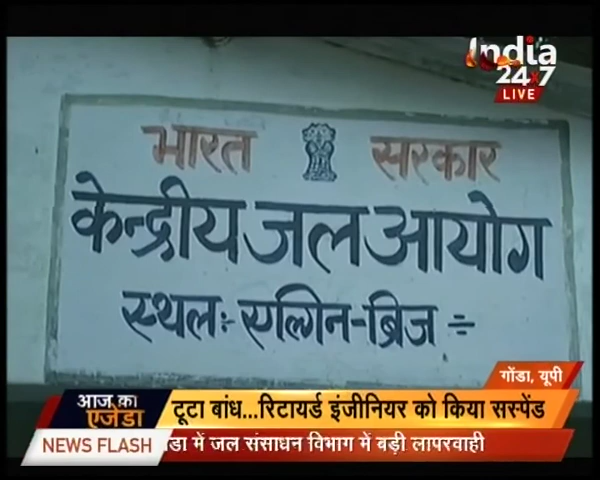 India
24x7
LIVE
भारत सरकार
केन्द्रीय जल आयोग
स्थल:- एल्गिन-ब्रिज =
गोंडा, यूपी
आज का
एजेंडा
टूटा बांध...रिटायर्ड इंजीनियर को किया सस्पेंड
NEWS FLASH
में जल संसाधन विभाग में बड़ी लापरवाही